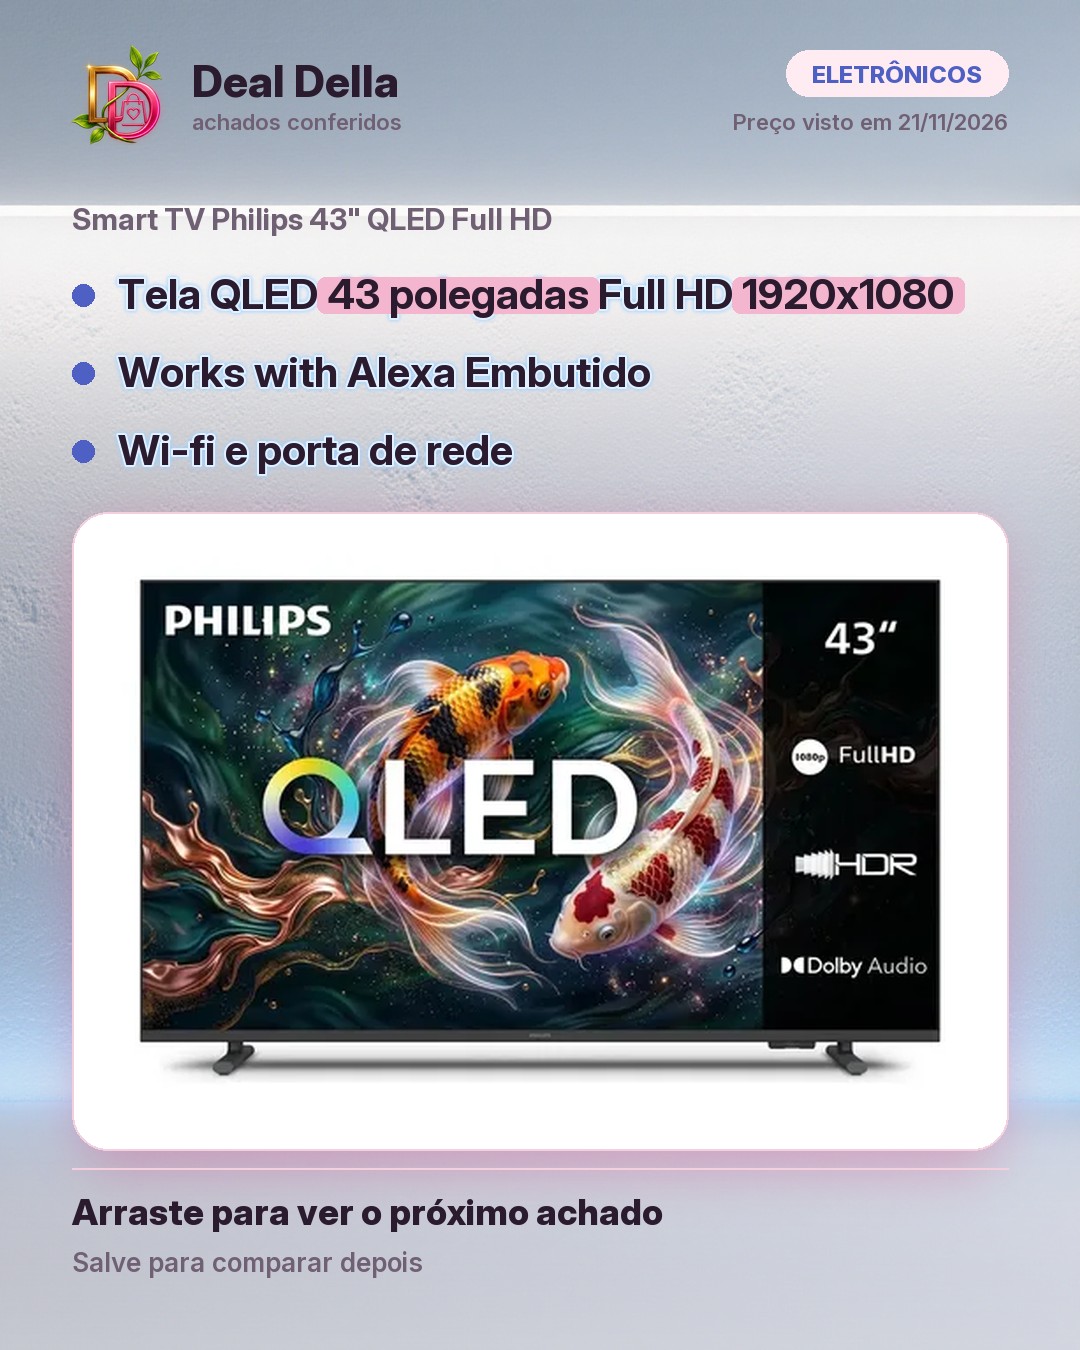 Deal Della
achados conferidos
ELETRÔNICOS
Preço visto em 21/11/2026
Smart TV Philips 43" QLED Full HD
Tela QLED 43 polegadas Full HD 1920x1080
Works with Alexa Embutido
Wi-fi e porta de rede
PHILIPS
QLED
43“
1080p FullHD
HDR
Dolby Audio
Arraste para ver o próximo achado
Salve para comparar depois